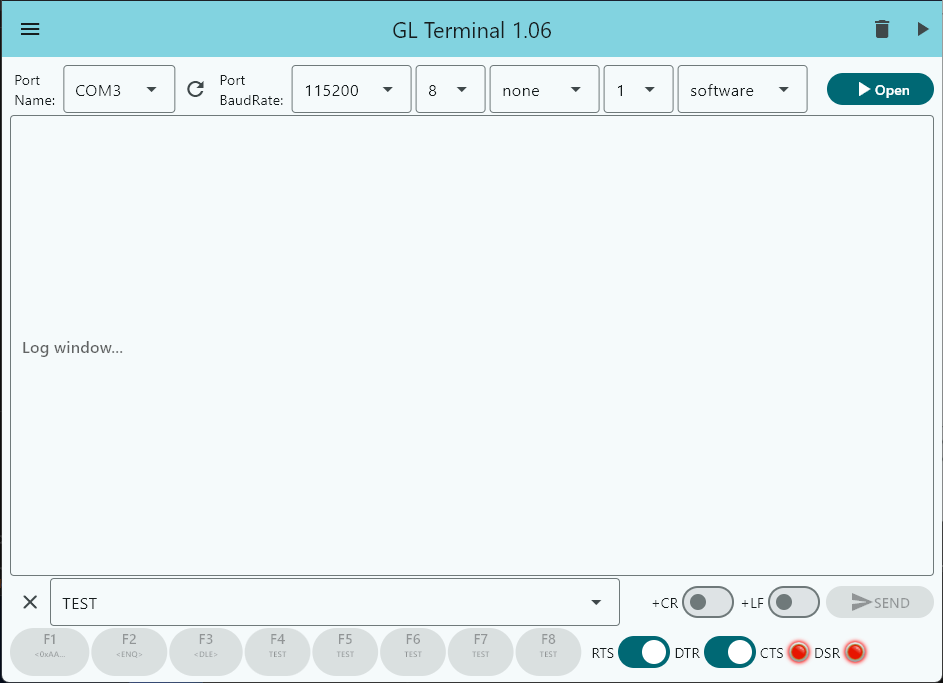 GL Terminal 1.06
Port Name: COM3 Port BaudRate: 115200 8 none 1 software Open
Log window...
TEST +CR +LF SEND
F1 F2 F3 F4 F5 F6 F7 F8
<0xAA... <ENQ> <DLE> TEST TEST TEST TEST TEST
RTS DTR CTS DSR